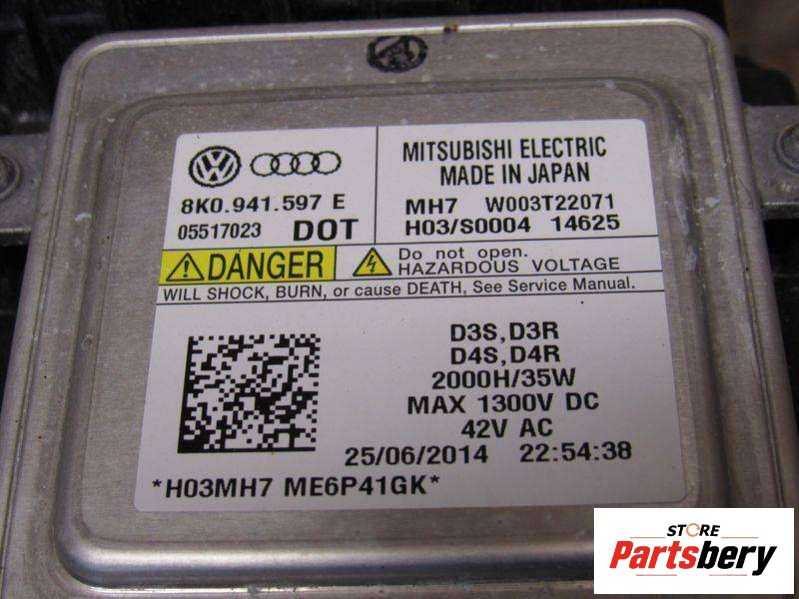 8K0.941.597 E
05517023 DOT
MITSUBISHI ELECTRIC
MADE IN JAPAN
MH7 W003T22071
H03/S0004 14625
DANGER
Do not open.
HAZARDOUS VOLTAGE
WILL SHOCK, BURN, or cause DEATH, See Service Manual.
D3S,D3R
D4S,D4R
2000H/35W
MAX 1300V DC
42V AC
25/06/2014 22:54:38
*H03MH7 ME6P41GK*
STORE
Partsbery